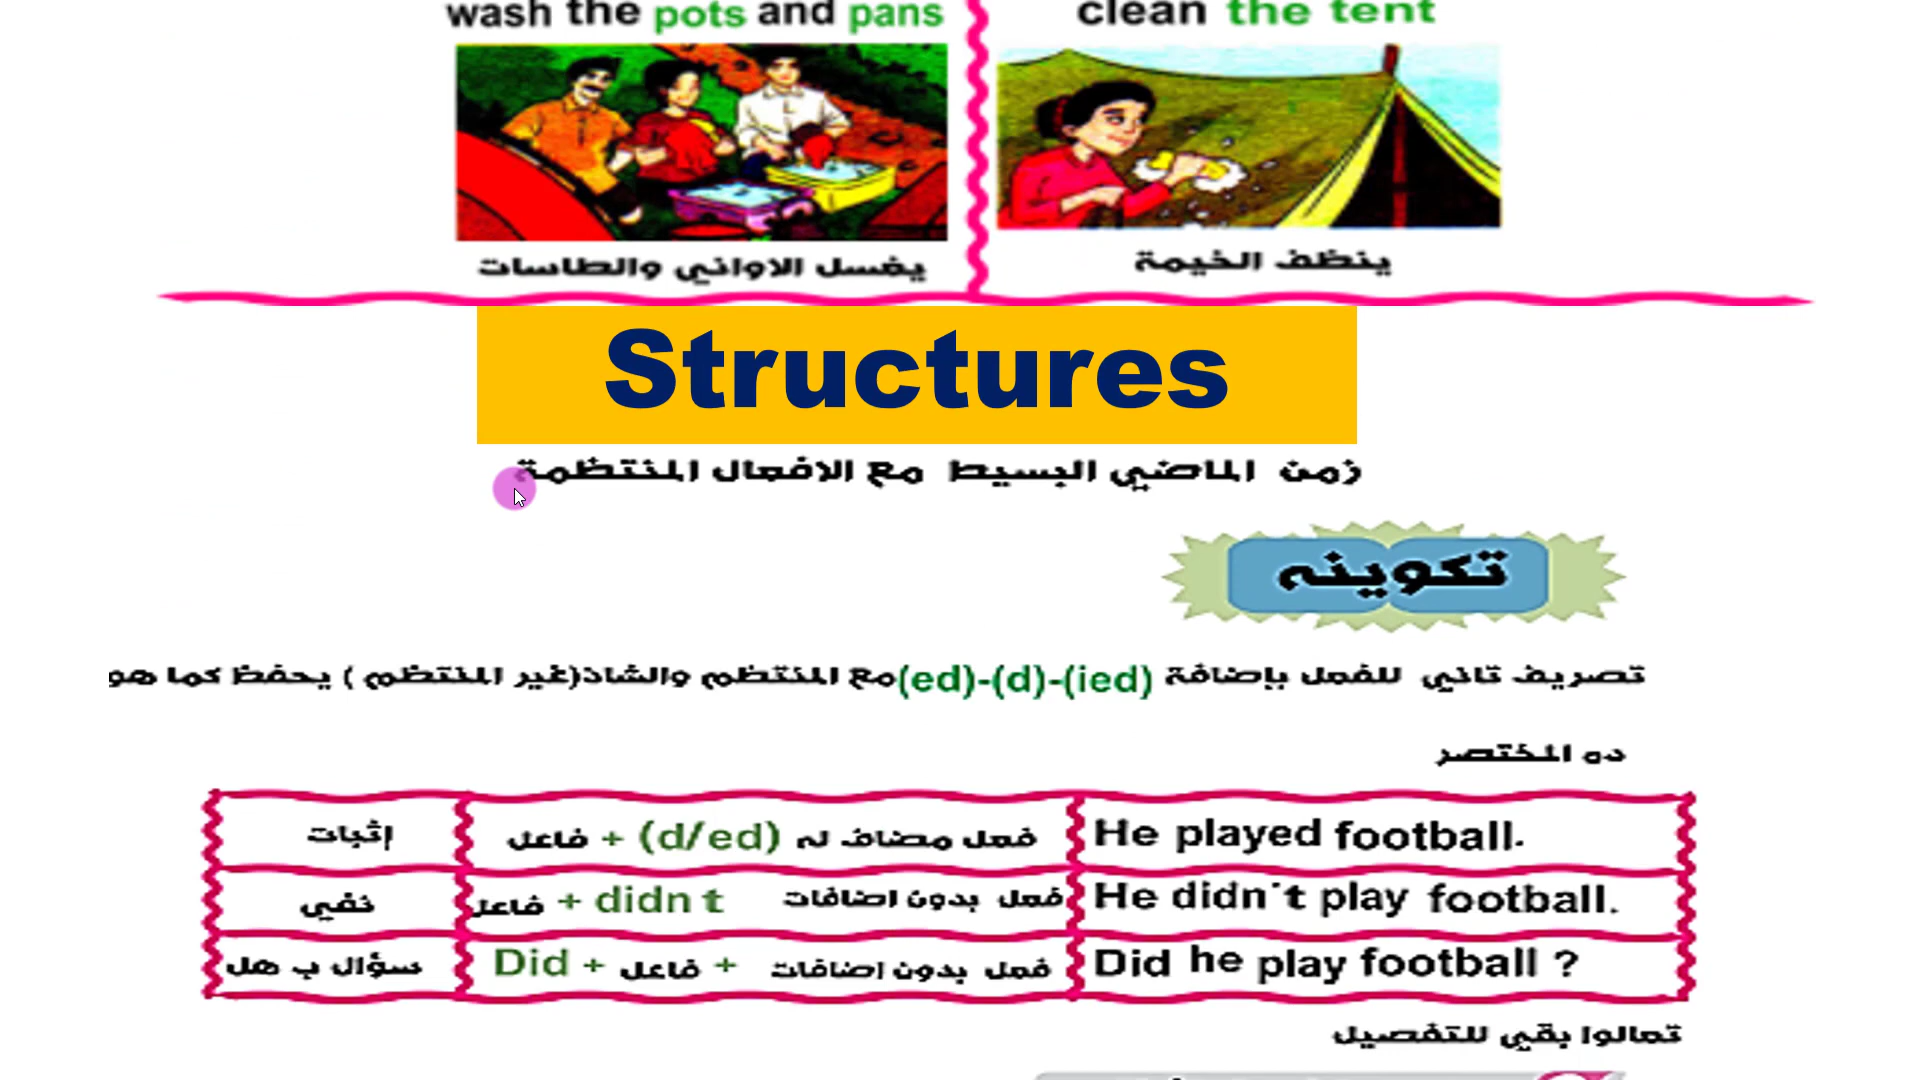 wash the pots and pans
clean the tent
يغسل الاواني والطاسات
ينظف الخيمة
Structures
زمن الماضي البسيط مع الافعال المنتظمة
تكوينه
تصريف تاني للفعل بإضافة (ed)-(d)-(ied) مع المنتظم والشاذ(غير المنتظم ) يحفظ كما هو
ده المختصر
إثبات فاعل + (d/ed) فعل مضاف له He played football.
نفي فاعل + didn t فعل بدون اضافات He didn't play football.
سؤال ب هل Did + فاعل + فعل بدون اضافات Did he play football ?
تعالوا بقي للتفصيل